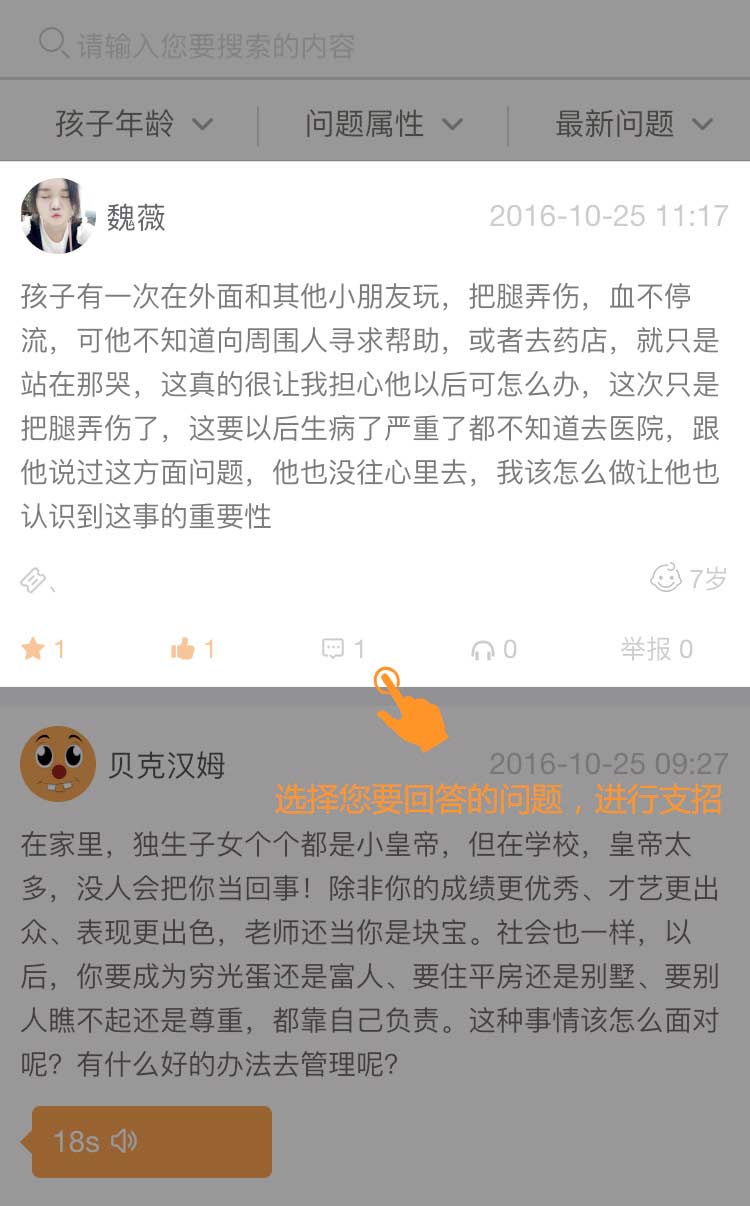 请输入您要搜索的内容
孩子年龄 问题属性 最新问题
魏薇 2016-10-25 11:17
孩子有一次在外面和其他小朋友玩，把腿弄伤，血不停
流，可他不知道向周围人寻求帮助，或者去药店，就只是
站在那哭，这真的很让我担心他以后可怎么办，这次只是
把腿弄伤了，这要以后生病了严重了都不知道去医院，跟
他说过这方面问题，他也没往心里去，我该怎么做让他也
认识到这事的重要性
、 7岁
1 1 1 0 举报 0
贝克汉姆 2016-10-25 09:27
选择您要回答的问题，进行支招
在家里，独生子女个个都是小皇帝，但在学校，皇帝太
多，没人会把你当回事！除非你的成绩更优秀、才艺更出
众、表现更出色，老师还当你是块宝。社会也一样，以
后，你要成为穷光蛋还是富人、要住平房还是别墅、要别
人瞧不起还是尊重，都靠自己负责。这种事情该怎么面对
呢？有什么好的办法去管理呢？
18s